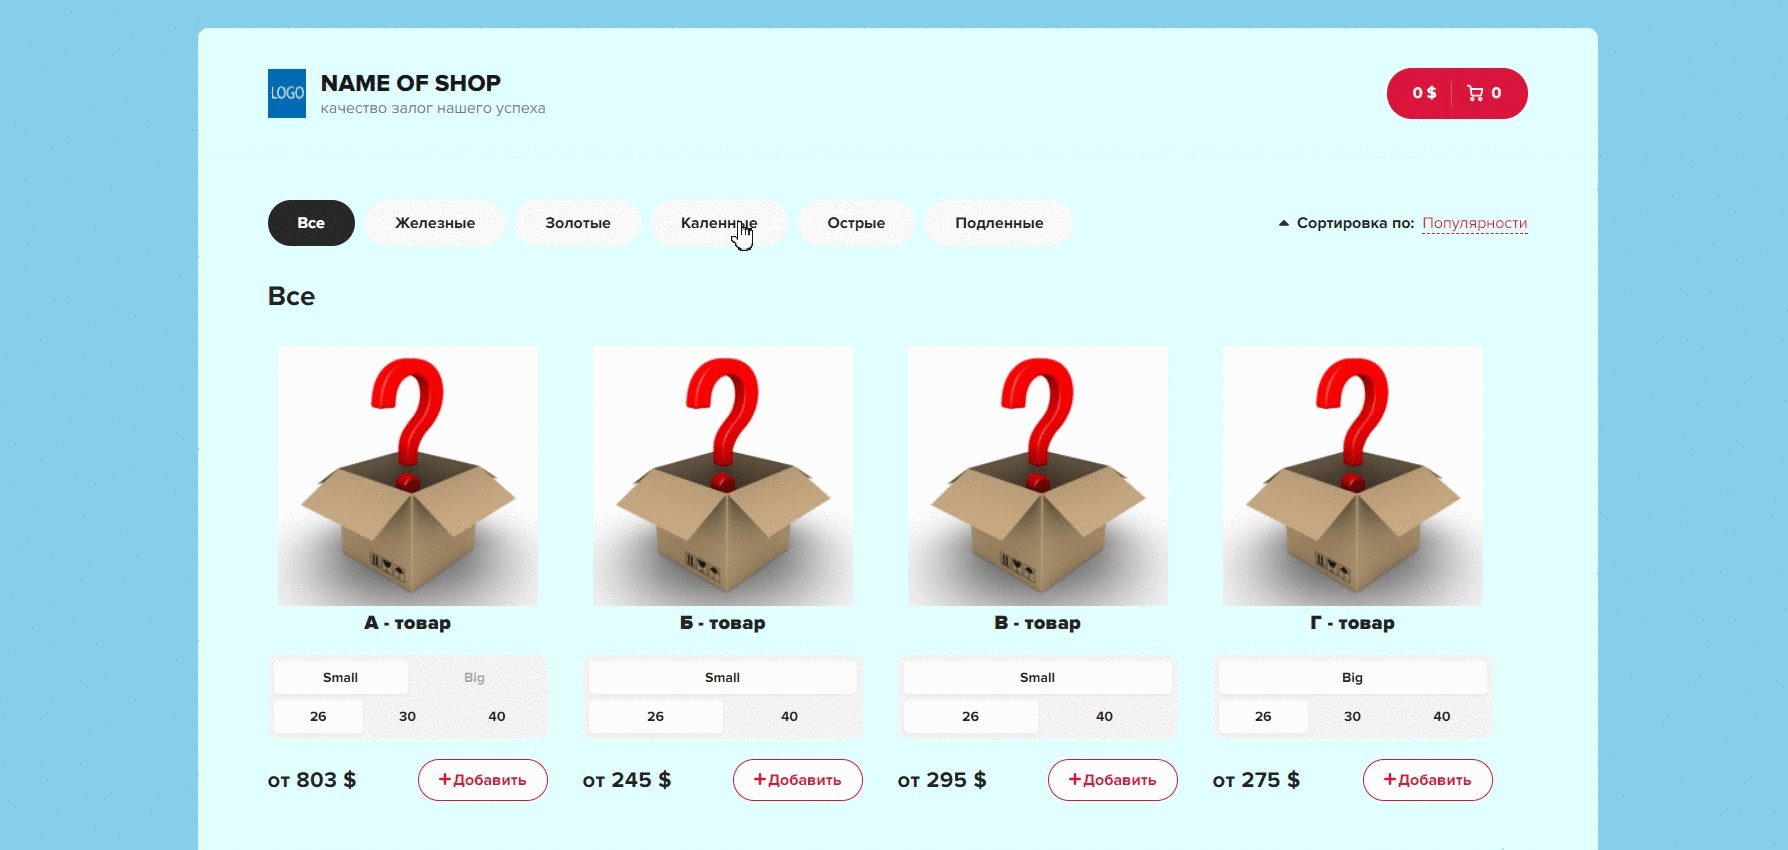 LOGO
NAME OF SHOP
качество залог нашего успеха
0 $
0
Все
Железные
Золотые
Каленные
Острые
Подленные
Сортировка по: Популярности
Все
А - товар
Б - товар
В - товар
Г - товар
Small
Big
26
30
40
Small
26
40
Small
26
40
Big
26
30
40
от 803 $
+ Добавить
от 245 $
+ Добавить
от 295 $
+ Добавить
от 275 $
+ Добавить